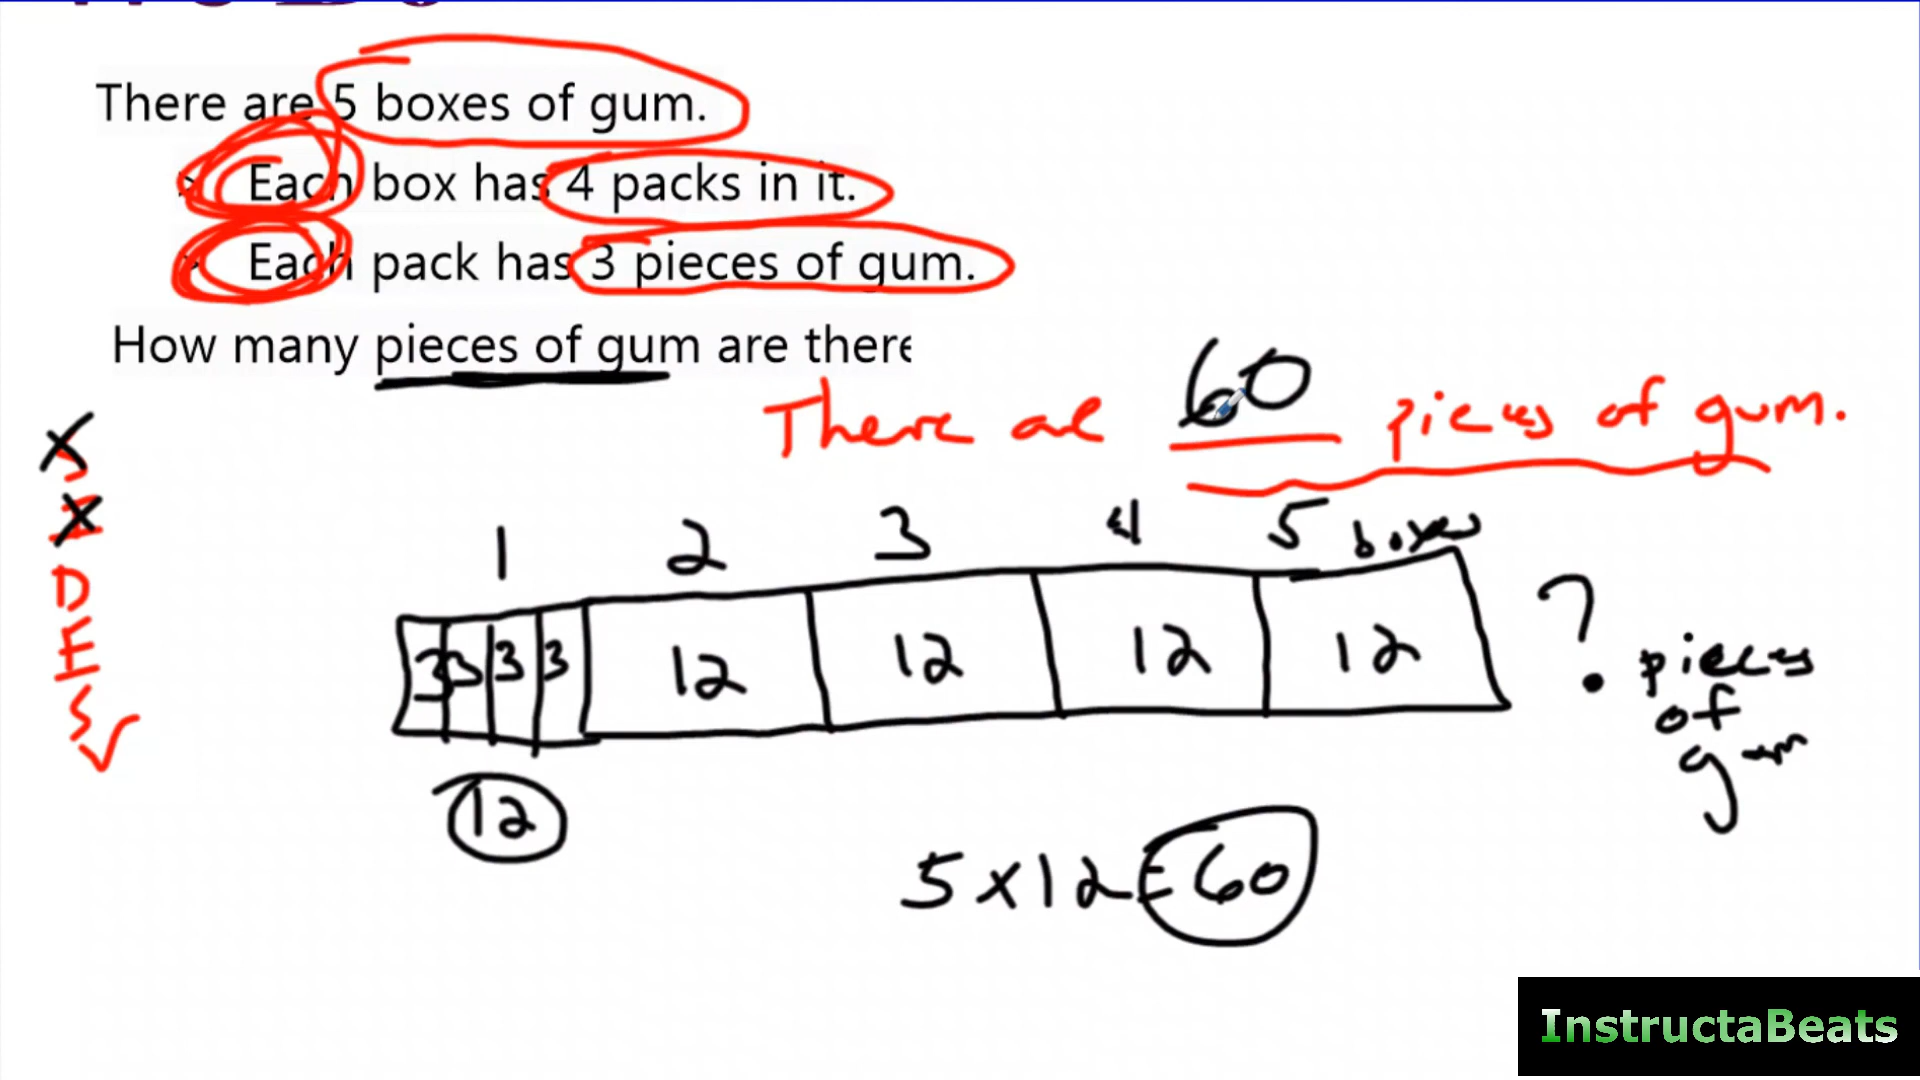 There are 5 boxes of gum.
Each box has 4 packs in it.
Each pack has 3 pieces of gum.
How many pieces of gum are there
There are 60 pieces of gum.
1 2 3 4 5 boxes
3 3 3 3 12 12 12 12 ? pieces
of
gum
D
E
S
12
5 x 12 = 60
InstructaBeats